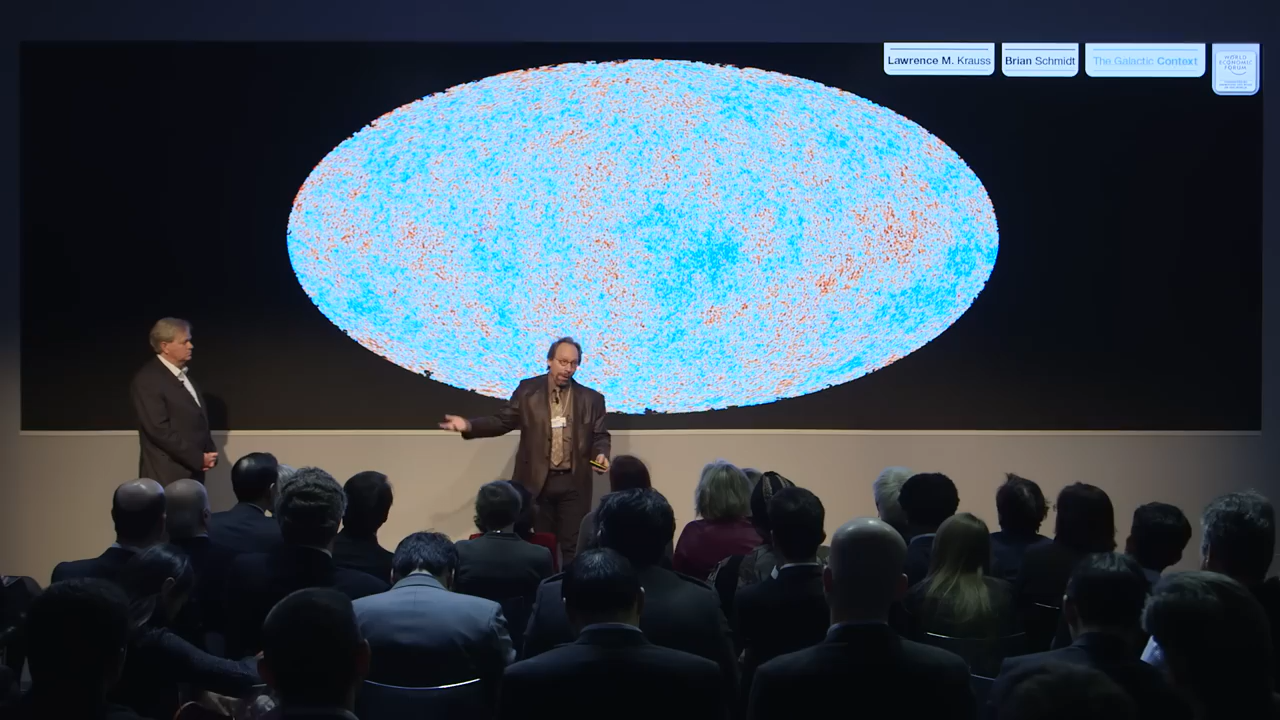 Lawrence M. Krauss
Brian Schmidt
The Galactic Context
WORLD
ECONOMIC
FORUM